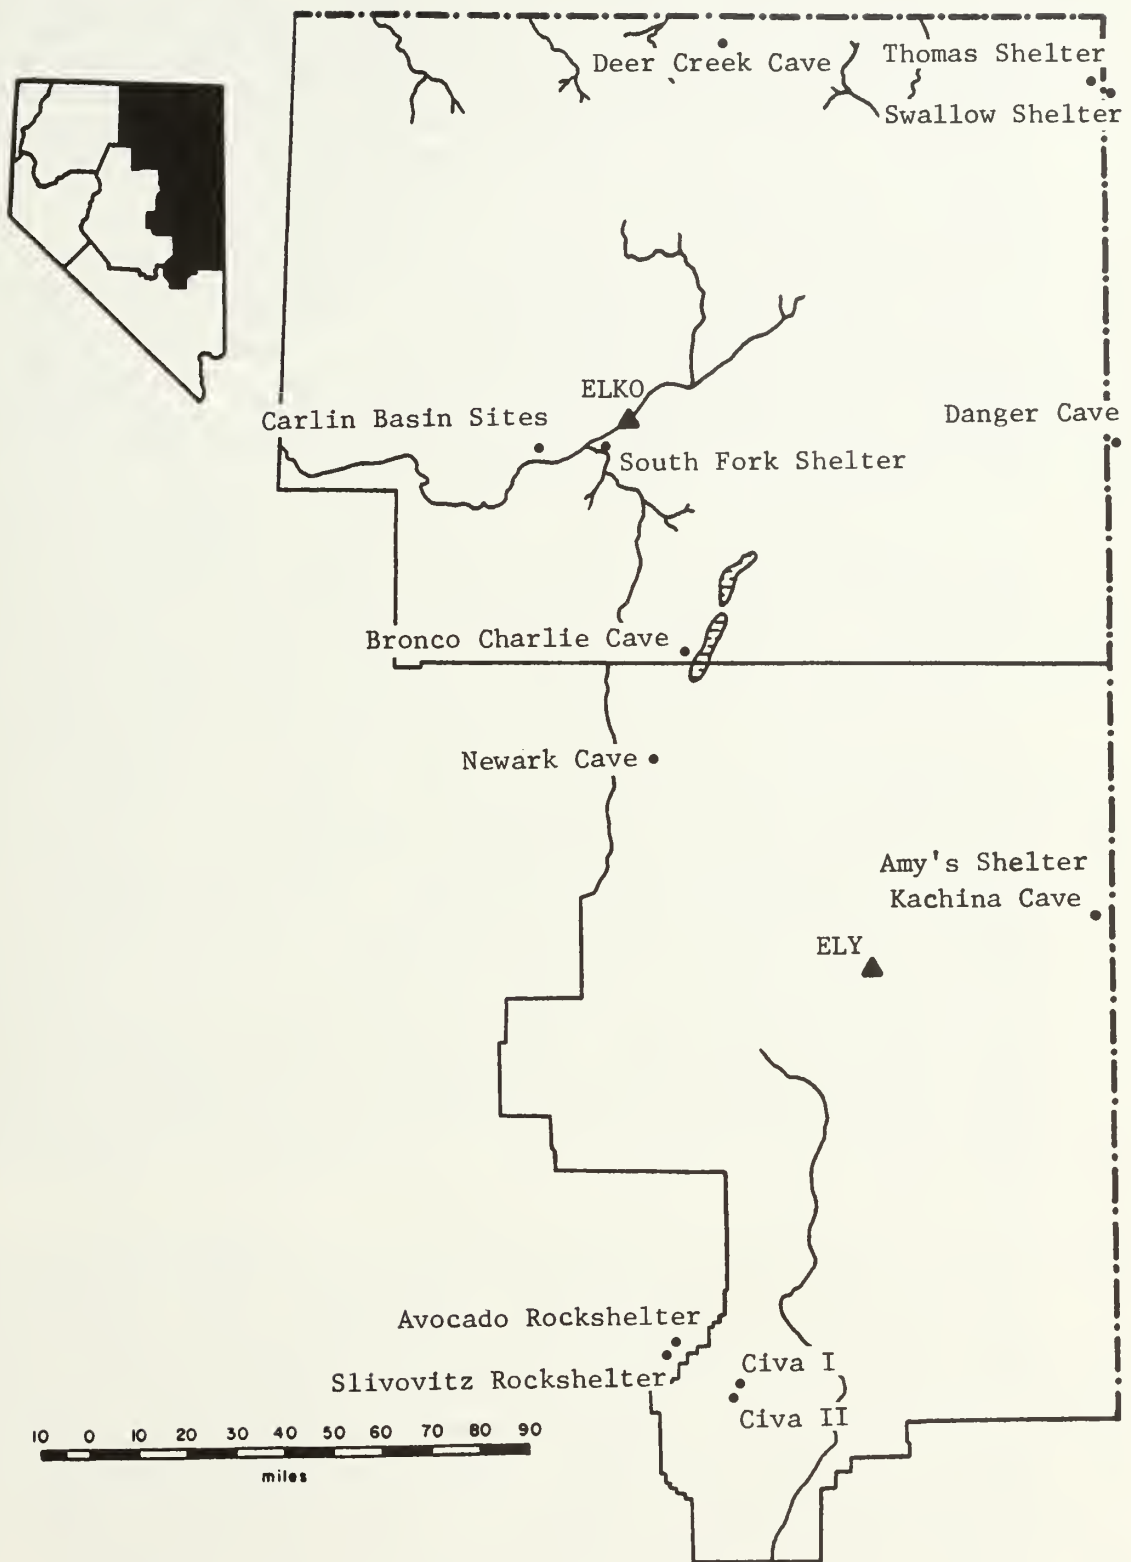 Deer Creek Cave
Thomas Shelter
Swallow Shelter
ELKO
Carlin Basin Sites
Danger Cave
South Fork Shelter
Bronco Charlie Cave
Newark Cave
Amy's Shelter
Kachina Cave
ELY
Avocado Rockshelter
Slivovitz Rockshelter
Civa I
Civa II
10 0 10 20 30 40 50 60 70 80 90
miles